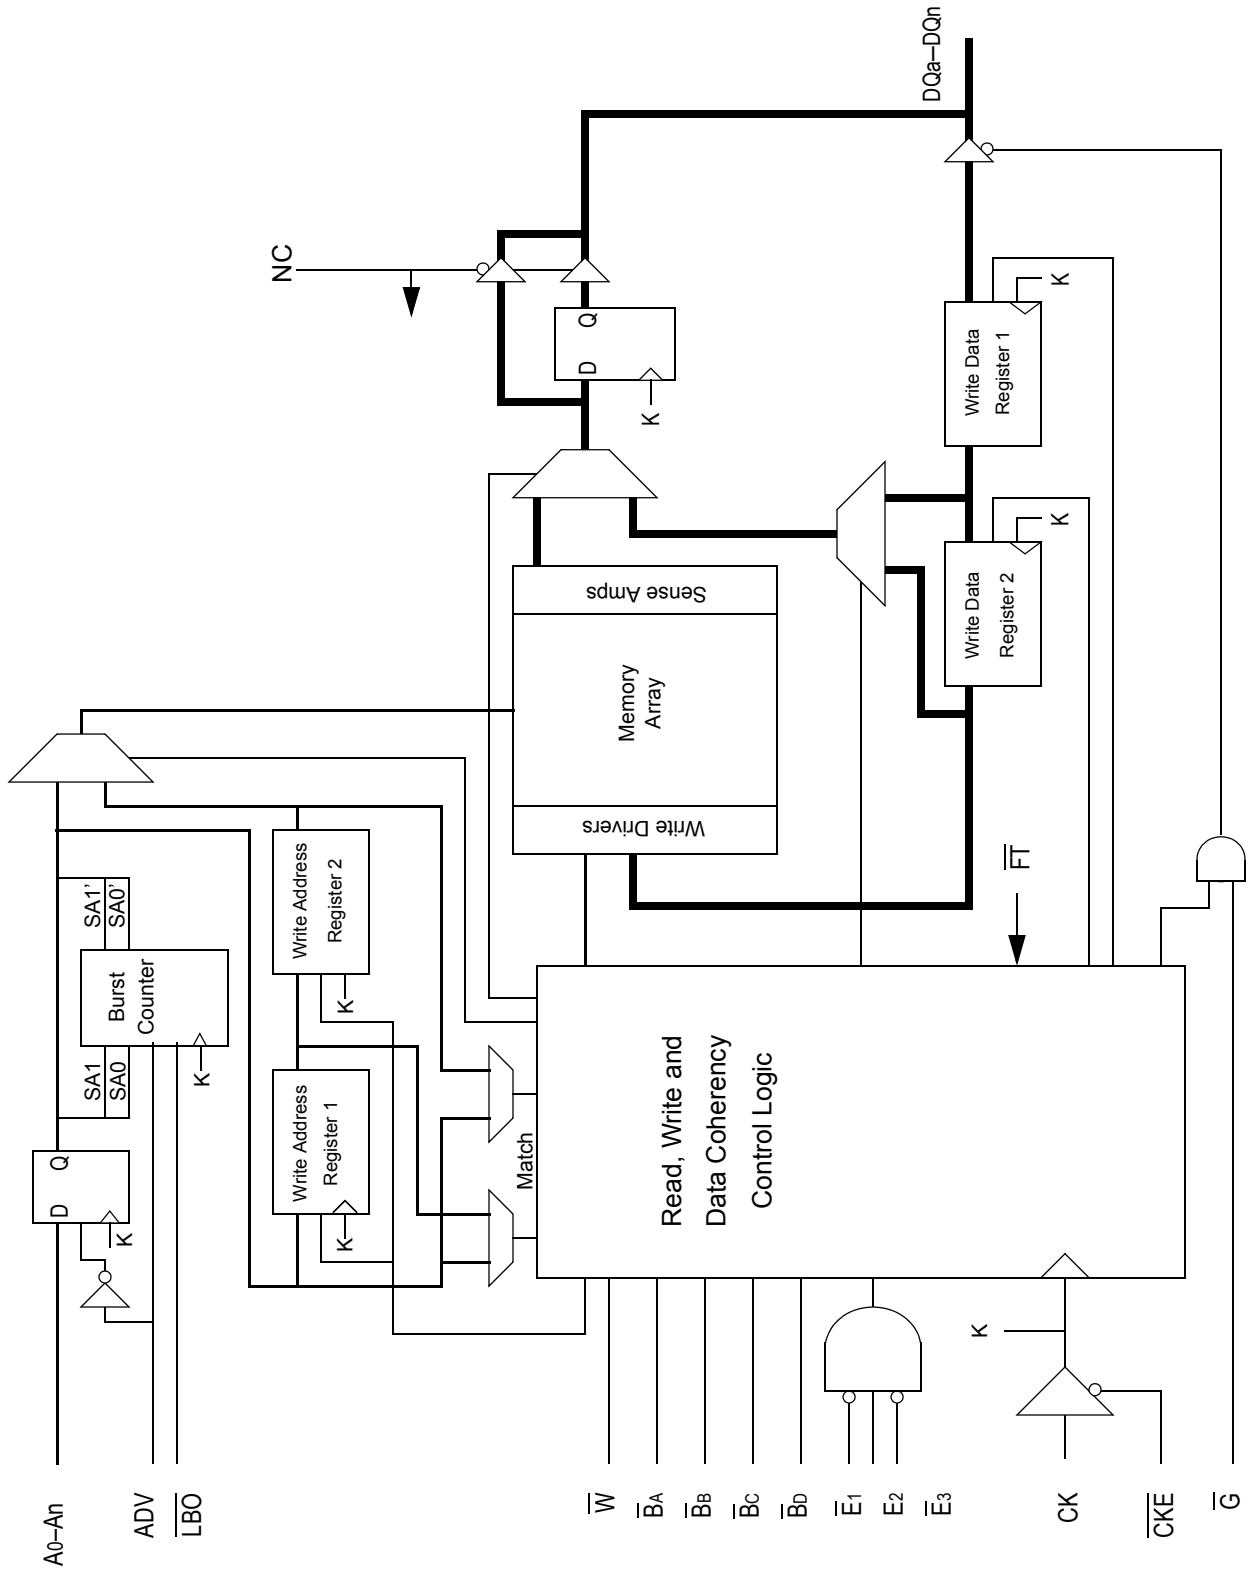 A0–An
ADV
LBO
D Q
K
SA1
SA0
Burst
Counter
K
SA1'
SA0'
Write Address
Register 1
K
Write Address
Register 2
K
Match
NC
Write Drivers
Memory
Array
Sense Amps
D Q
K
DQa–DQn
Write Data
Register 2
K
Write Data
Register 1
K
FT
Read, Write and
Data Coherency
Control Logic
W
BA
BB
BC
BD
E1
E2
E3
K
CK
CKE
G